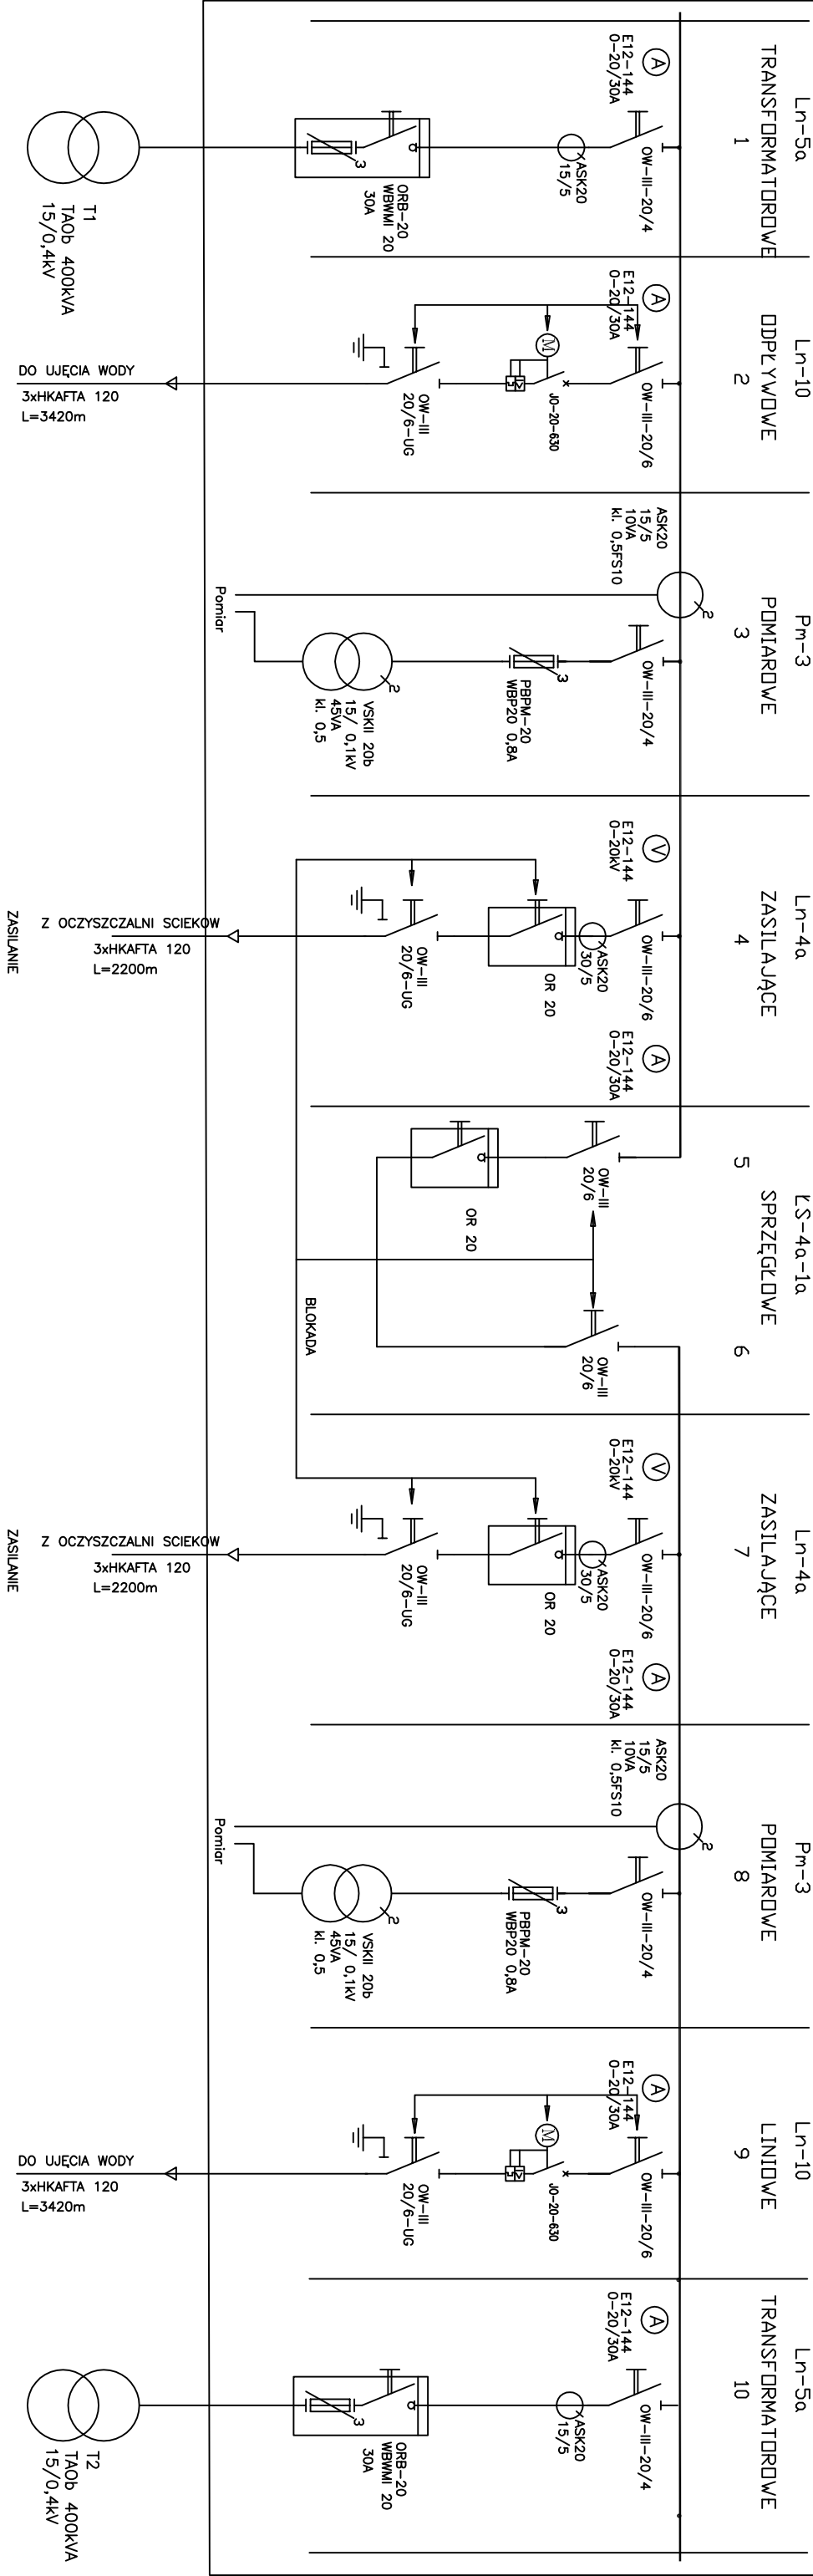 Ln-5a
TRANSFORMATOROWE
1
A
E12-144
0-20/30A
OW-III-20/4
ASK20
15/5
3
ORB-20
WBWMI 20
30A
T1
TAOb 400kVA
15/0,4kV
Ln-10
ODPŁYWOWE
2
A
E12-144
0-20/30A
OW-III-20/6
M
JO-20-630
OW-III
20/6-UG
DO UJĘCIA WODY
3xHKAFTA 120
L=3420m
Pm-3
POMIAROWE
3
ASK20
15/5
10VA
kl. 0,5FS10
2
OW-III-20/4
3
PBPM-20
WBP20 0,8A
2
VSKII 20b
15/ 0,1kV
45VA
kl. 0,5
Pomiar
Ln-4a
ZASILAJĄCE
4
V
E12-144
0-20kV
OW-III-20/6
ASK20
30/5
OR 20
OW-III
20/6-UG
A
E12-144
0-20/30A
Z OCZYSZCZALNI SCIEKOW
3xHKAFTA 120
L=2200m
ZASILANIE
ŁS-4a-1a
SPRZĘGŁOWE
5
6
OW-III
20/6
OR 20
OW-III
20/6
BLOKADA
Ln-4a
ZASILAJĄCE
7
V
E12-144
0-20kV
OW-III-20/6
ASK20
30/5
OR 20
OW-III
20/6-UG
A
E12-144
0-20/30A
Z OCZYSZCZALNI SCIEKOW
3xHKAFTA 120
L=2200m
ZASILANIE
Pm-3
POMIAROWE
8
ASK20
15/5
10VA
kl. 0,5FS10
2
OW-III-20/4
3
PBPM-20
WBP20 0,8A
2
VSKII 20b
15/ 0,1kV
45VA
kl. 0,5
Pomiar
Ln-10
LINIOWE
9
A
E12-144
0-20/30A
OW-III-20/6
M
JO-20-630
OW-III
20/6-UG
DO UJĘCIA WODY
3xHKAFTA 120
L=3420m
Ln-5a
TRANSFORMATOROWE
10
A
E12-144
0-20/30A
OW-III-20/4
ASK20
15/5
3
ORB-20
WBWMI 20
30A
T2
TAOb 400kVA
15/0,4kV